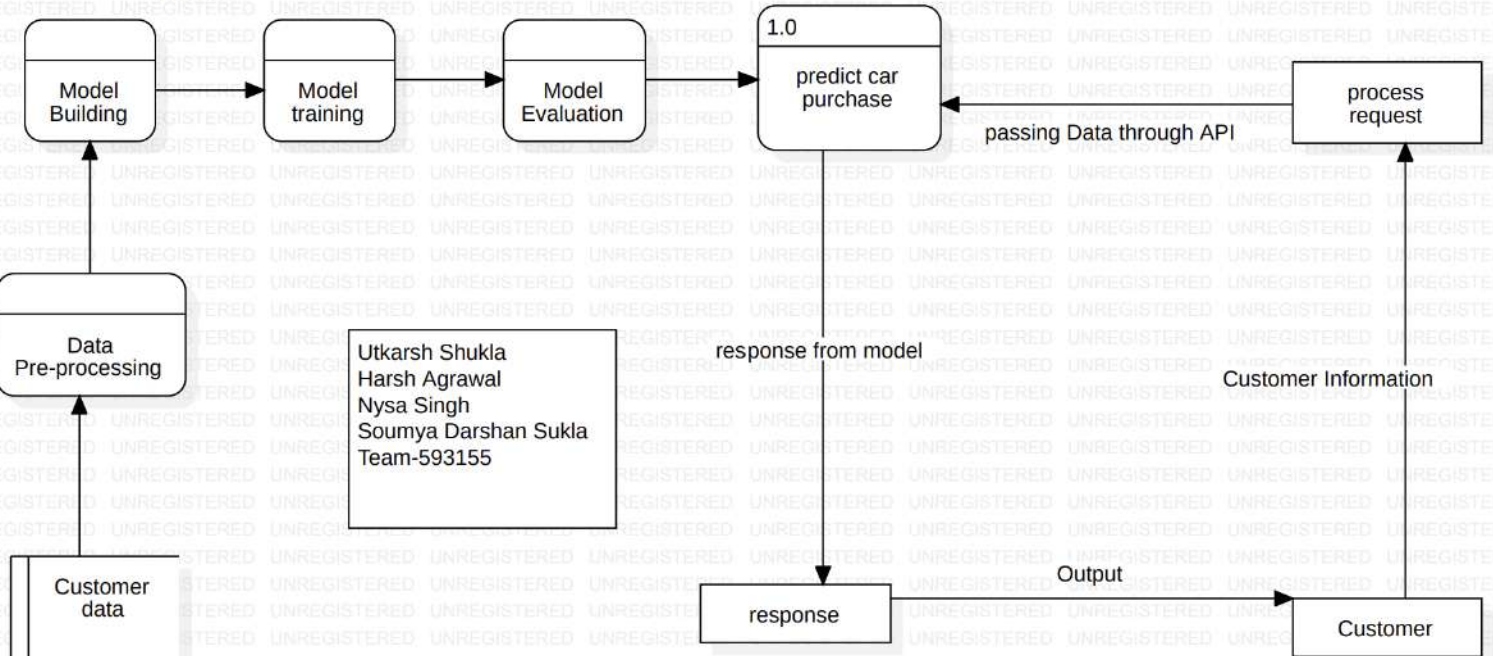 1.0
Model
Building
Model
training
Model
Evaluation
predict car
purchase
process
request
passing Data through API
Data
Pre-processing
Utkarsh Shukla
Harsh Agrawal
Nysa Singh
Soumya Darshan Sukla
Team-593155
response from model
Customer Information
Customer
data
response
Output
Customer
UNREGISTERED